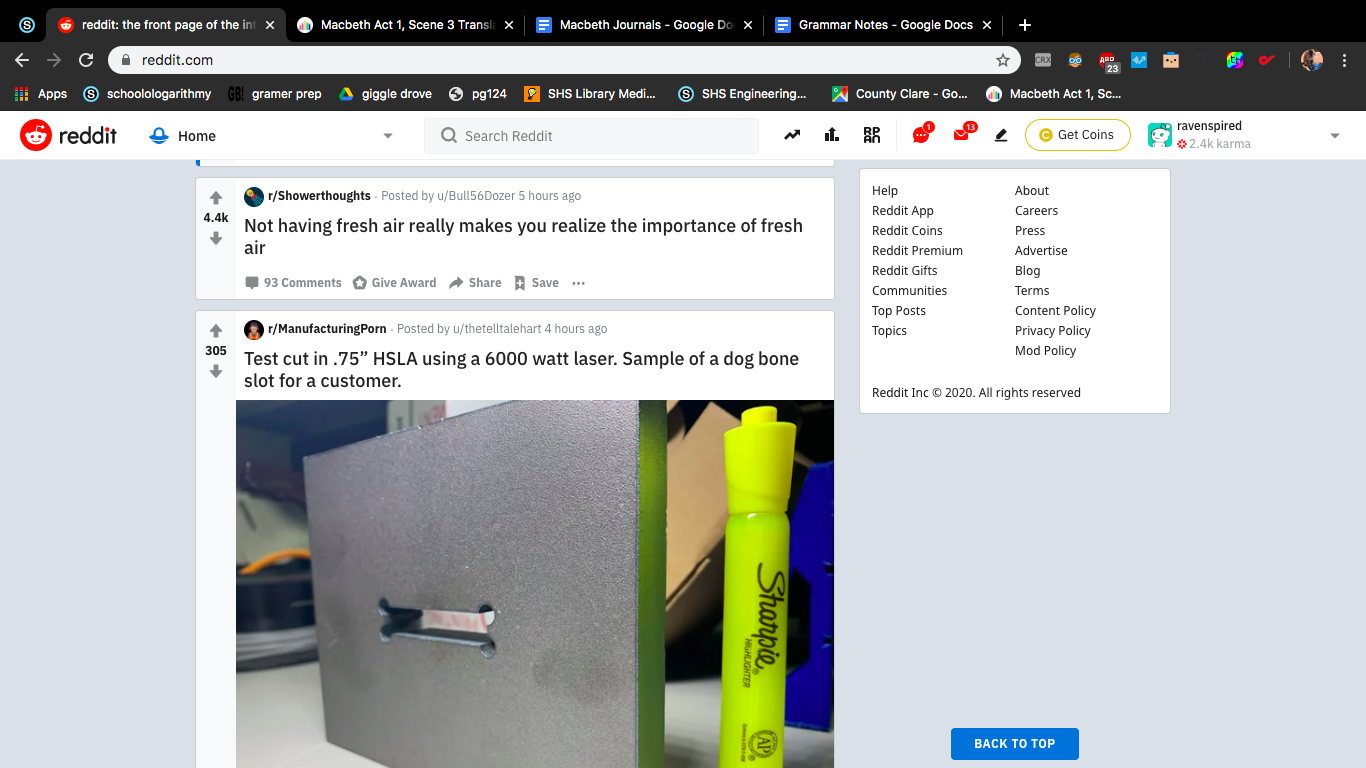 reddit: the front page of the int
Macbeth Act 1, Scene 3 Transla
Macbeth Journals - Google Do
Grammar Notes - Google Docs
reddit.com
CRX
ABP
23
Apps
schoolologarithmy
GB!
gramer prep
giggle drove
pg124
SHS Library Medi...
SHS Engineering...
County Clare - Go...
Macbeth Act 1, Sc...
reddit
Home
Search Reddit
RPAN
1
13
Get Coins
ravenspired
2.4k karma
r/Showerthoughts · Posted by u/Bull56Dozer 5 hours ago
4.4k
Not having fresh air really makes you realize the importance of fresh
air
93 Comments
Give Award
Share
Save
r/ManufacturingPorn · Posted by u/thetelltalehart 4 hours ago
305
Test cut in .75” HSLA using a 6000 watt laser. Sample of a dog bone
slot for a customer.
Sharpie
HIGHLIGHTER
AP
Help
Reddit App
Reddit Coins
Reddit Premium
Reddit Gifts
Communities
Top Posts
Topics
About
Careers
Press
Advertise
Blog
Terms
Content Policy
Privacy Policy
Mod Policy
Reddit Inc © 2020. All rights reserved
BACK TO TOP